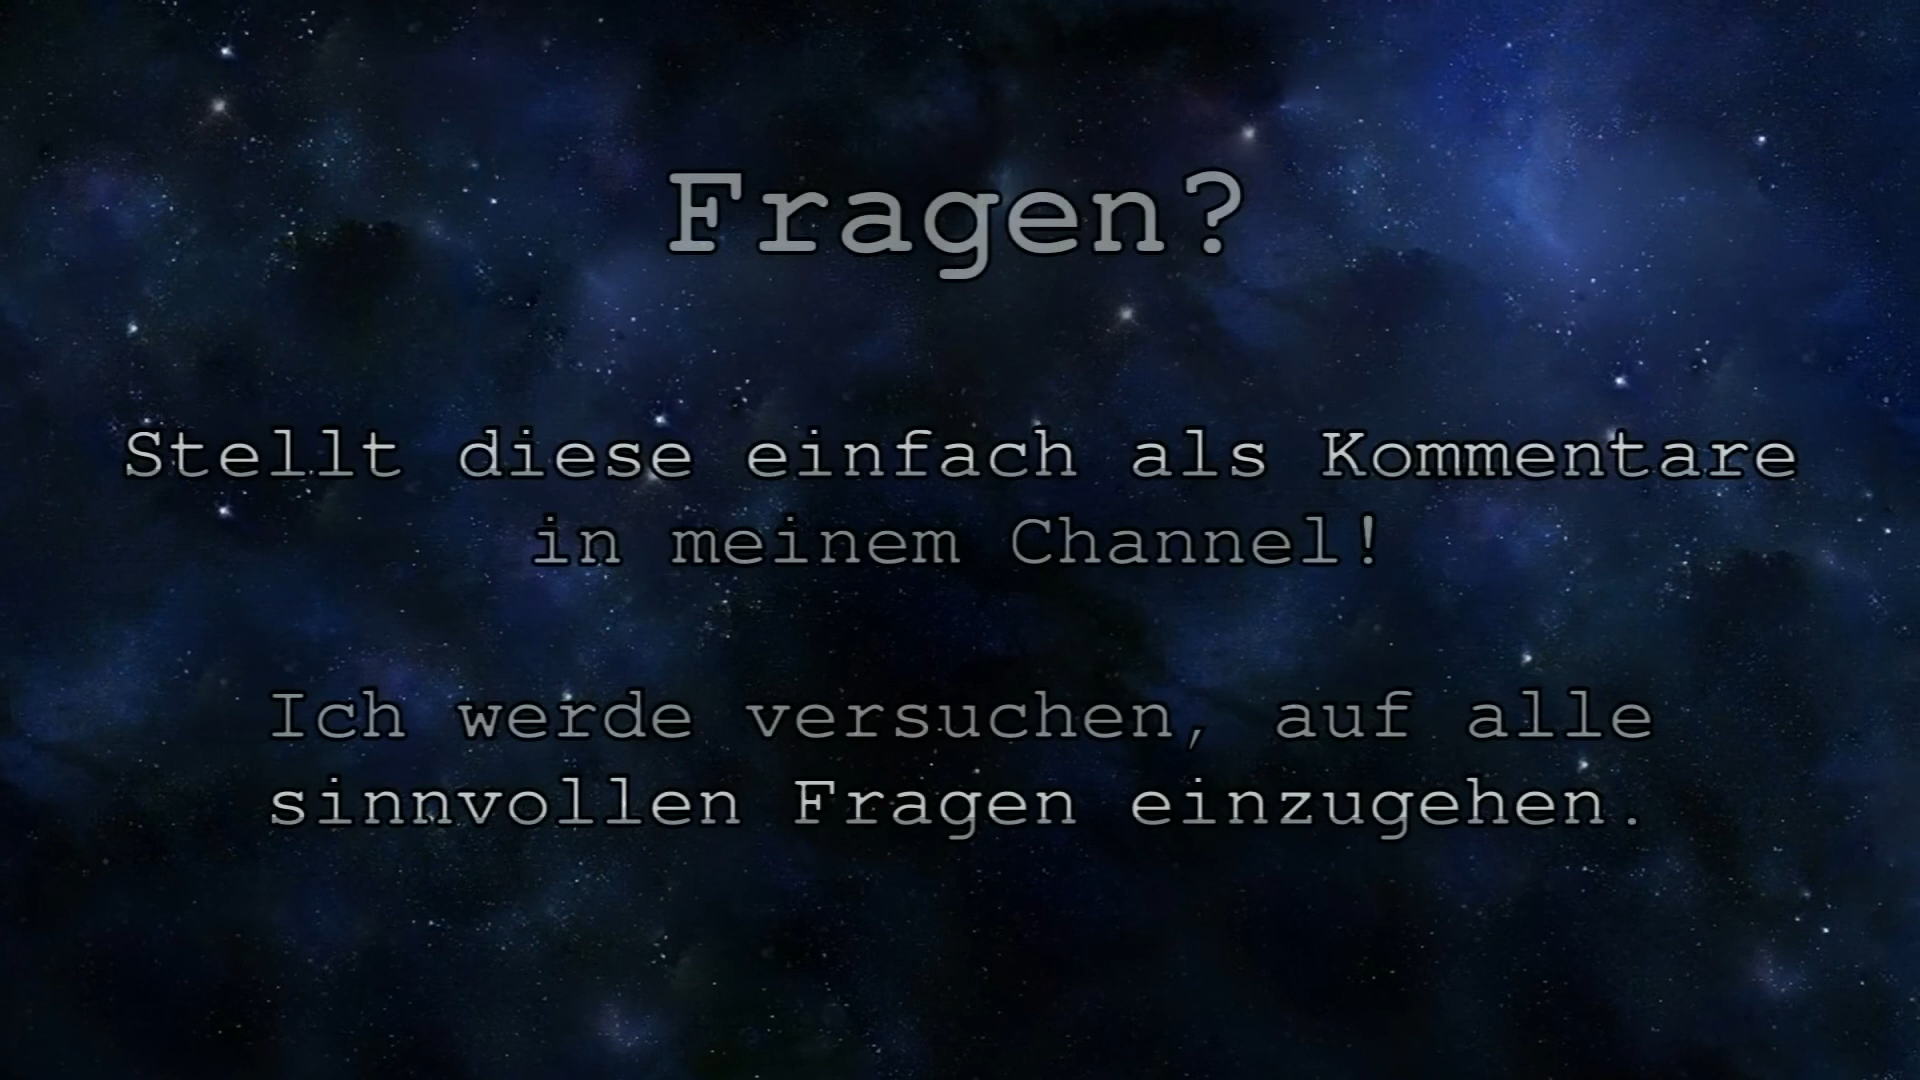 Fragen?
Stellt diese einfach als Kommentare
in meinem Channel!
Ich werde versuchen, auf alle
sinnvollen Fragen einzugehen.